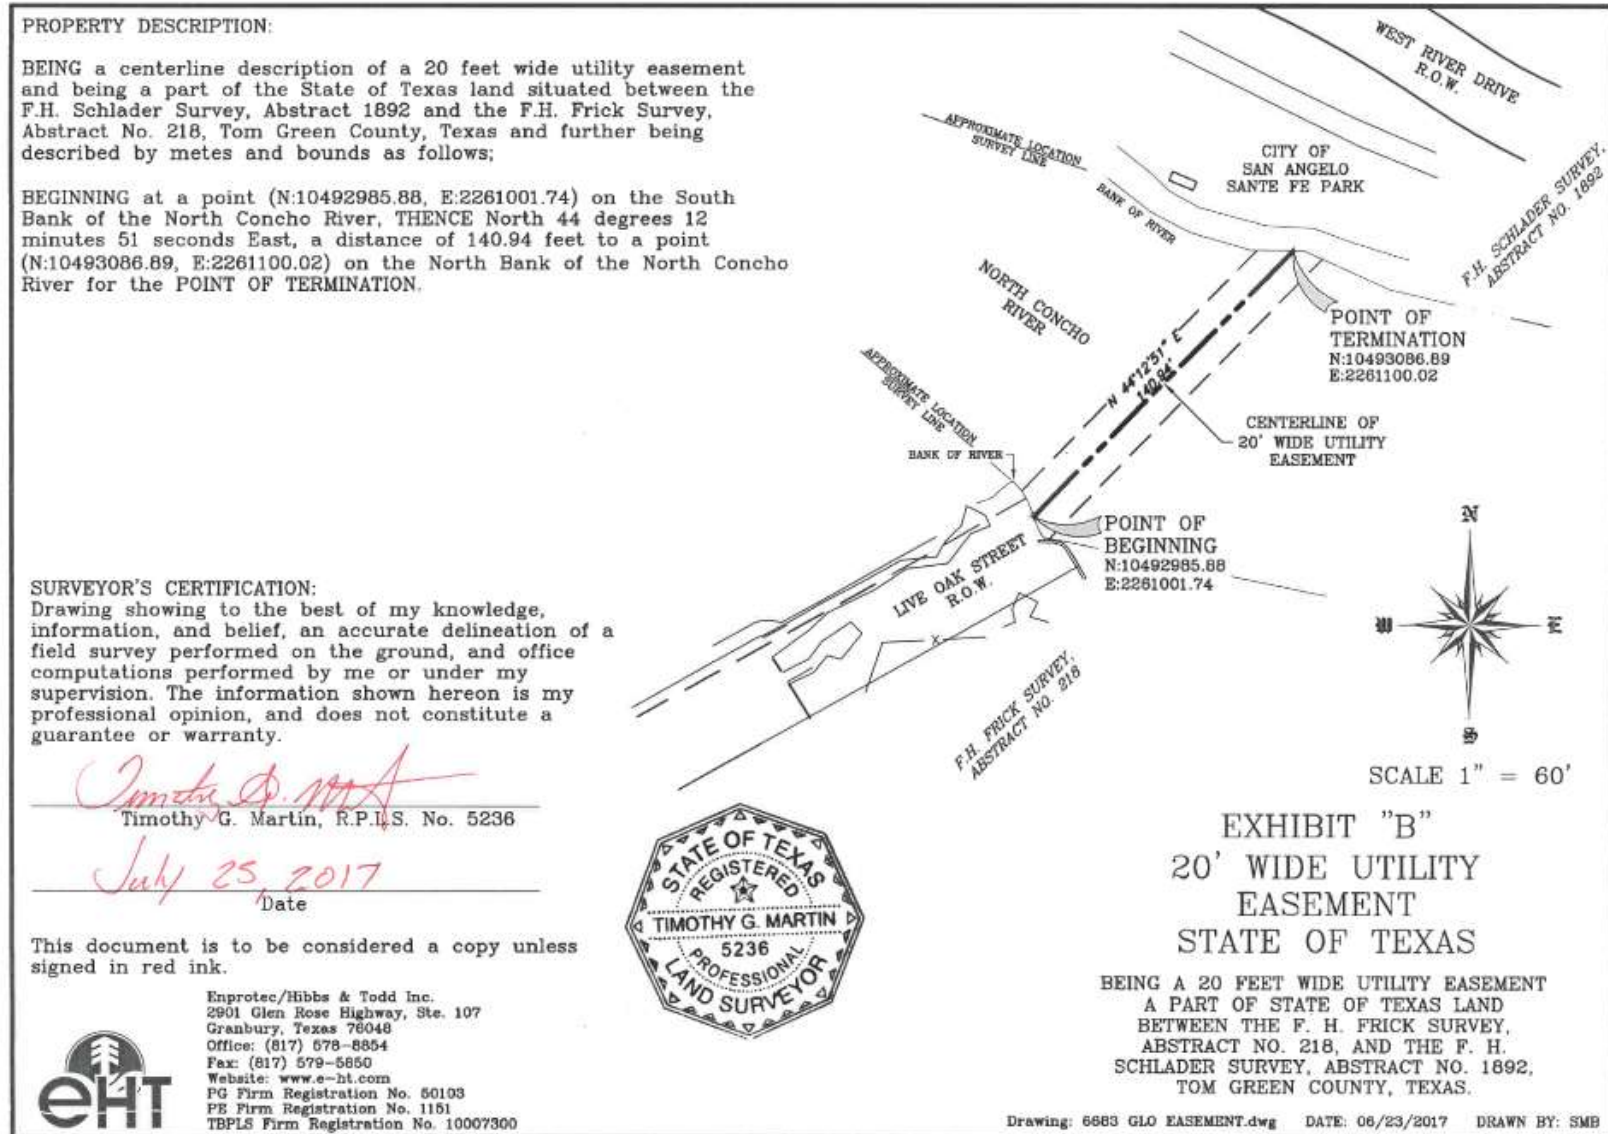 PROPERTY DESCRIPTION:
BEING a centerline description of a 20 feet wide utility easement
and being a part of the State of Texas land situated between the
F.H. Schlader Survey, Abstract 1892 and the F.H. Frick Survey,
Abstract No. 218, Tom Green County, Texas and further being
described by metes and bounds as follows;
BEGINNING at a point (N:10492985.88, E:2261001.74) on the South
Bank of the North Concho River, THENCE North 44 degrees 12
minutes 51 seconds East, a distance of 140.94 feet to a point
(N:10493086.89, E:2261100.02) on the North Bank of the North Concho
River for the POINT OF TERMINATION.
WEST RIVER DRIVE
R.O.W.
APPROXIMATE LOCATION
SURVEY LINE
CITY OF
SAN ANGELO
SANTE FE PARK
BANK OF RIVER
F.H. SCHLADER SURVEY,
ABSTRACT NO. 1892
NORTH CONCHO
RIVER
POINT OF
TERMINATION
N:10493086.89
E:2261100.02
N 44°12'51" E
140.94'
APPROXIMATE LOCATION
SURVEY LINE
CENTERLINE OF
20' WIDE UTILITY
EASEMENT
BANK OF RIVER
POINT OF
BEGINNING
N:10492985.88
E:2261001.74
LIVE OAK STREET
R.O.W.
X
F.H. FRICK SURVEY,
ABSTRACT NO. 218
N
W
E
S
SCALE 1" = 60'
SURVEYOR'S CERTIFICATION:
Drawing showing to the best of my knowledge,
information, and belief, an accurate delineation of a
field survey performed on the ground, and office
computations performed by me or under my
supervision. The information shown hereon is my
professional opinion, and does not constitute a
guarantee or warranty.
Timothy G. Martin, R.P.L.S. No. 5236
July 25, 2017
Date
This document is to be considered a copy unless
signed in red ink.
STATE OF TEXAS
REGISTERED
TIMOTHY G. MARTIN
5236
PROFESSIONAL
LAND SURVEYOR
eHT
Enprotec/Hibbs & Todd Inc.
2901 Glen Rose Highway, Ste. 107
Granbury, Texas 76048
Office: (817) 578-8854
Fax: (817) 579-5850
Website: www.e-ht.com
PG Firm Registration No. 50103
PE Firm Registration No. 1151
TBPLS Firm Registration No. 10007300
EXHIBIT "B"
20' WIDE UTILITY
EASEMENT
STATE OF TEXAS
BEING A 20 FEET WIDE UTILITY EASEMENT
A PART OF STATE OF TEXAS LAND
BETWEEN THE F. H. FRICK SURVEY,
ABSTRACT NO. 218, AND THE F. H.
SCHLADER SURVEY, ABSTRACT NO. 1892,
TOM GREEN COUNTY, TEXAS.
Drawing: 6683 GLO EASEMENT.dwg DATE: 06/23/2017 DRAWN BY: SMB